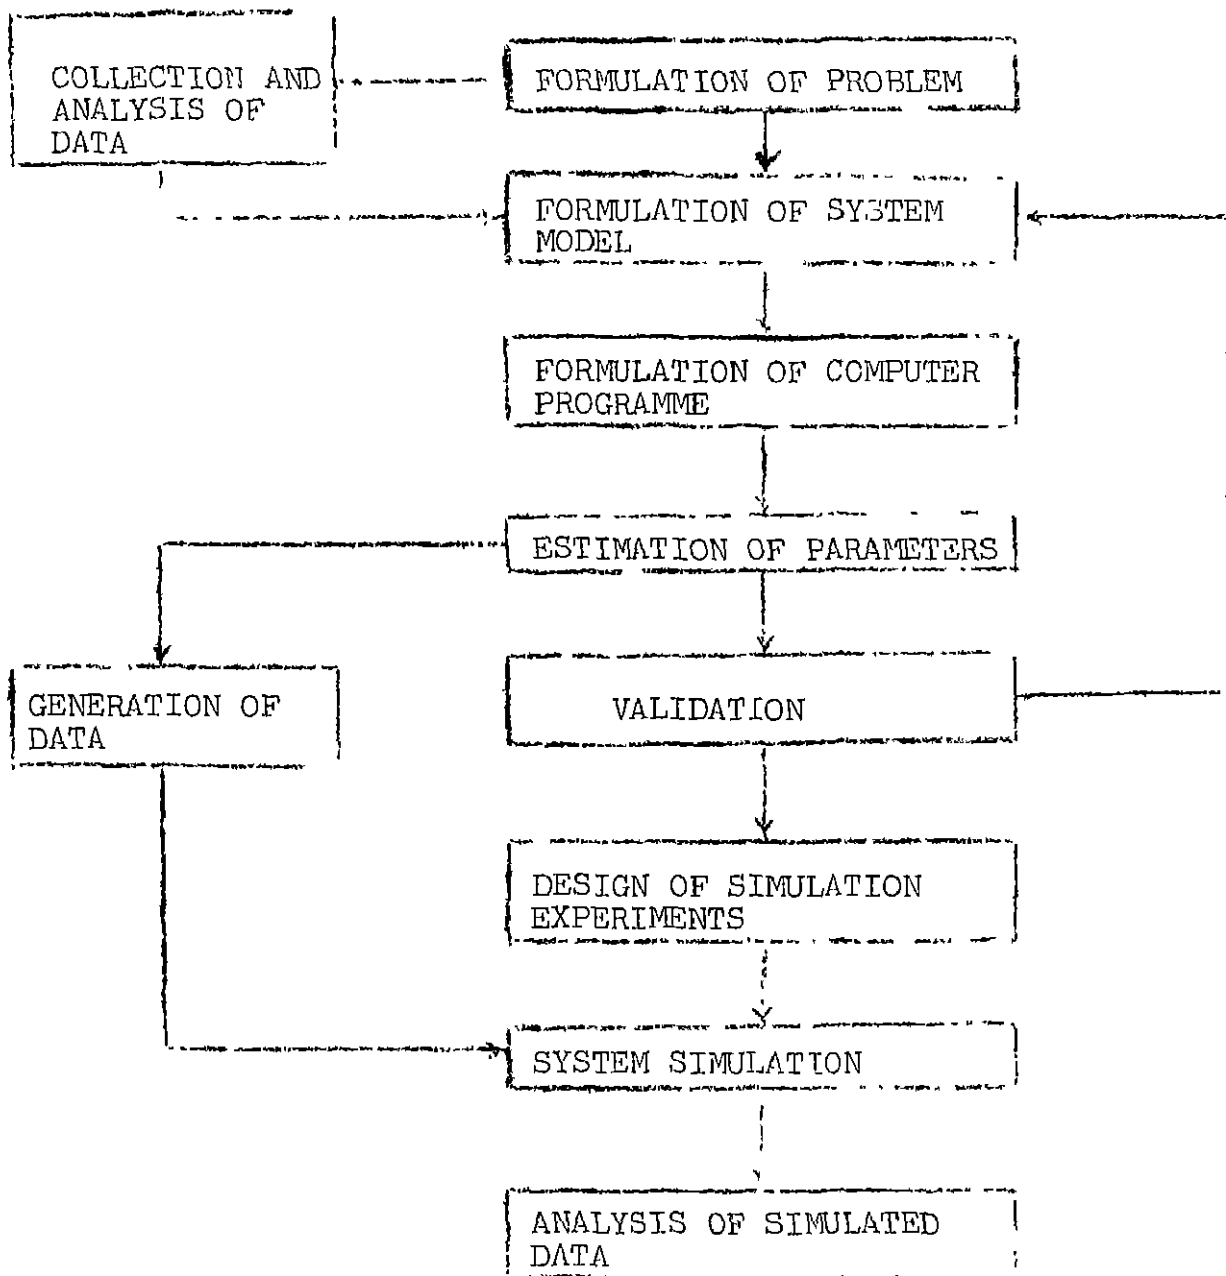 COLLECTION AND
ANALYSIS OF
DATA
FORMULATION OF PROBLEM
FORMULATION OF SYSTEM
MODEL
FORMULATION OF COMPUTER
PROGRAMME
ESTIMATION OF PARAMETERS
GENERATION OF
DATA
VALIDATION
DESIGN OF SIMULATION
EXPERIMENTS
SYSTEM SIMULATION
ANALYSIS OF SIMULATED
DATA